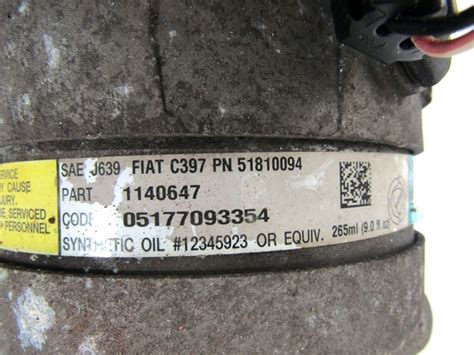 SERVICE
Y CAUSE
INJURY.
BE SERVICED
PERSONNEL
SAE J639 FIAT C397 PN 51810094
PART 1140647
CODE 05177093354
SYNTHETIC OIL #12345923 OR EQUIV. 265ml (9.0 fl.oz)